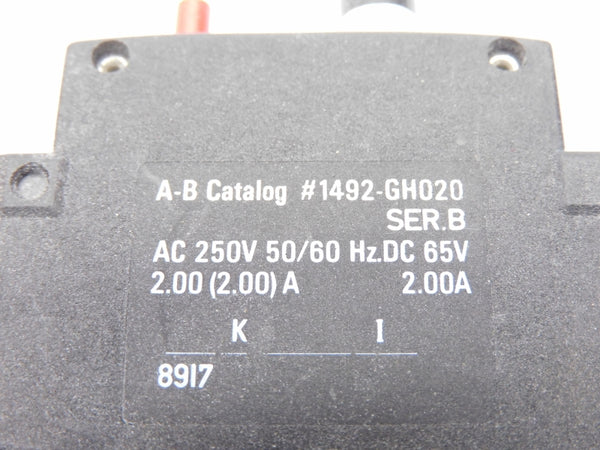 A-B Catalog #1492-GH020
SER.B
AC 250V 50/60 Hz.DC 65V
2.00 (2.00) A 2.00A
K I
8917